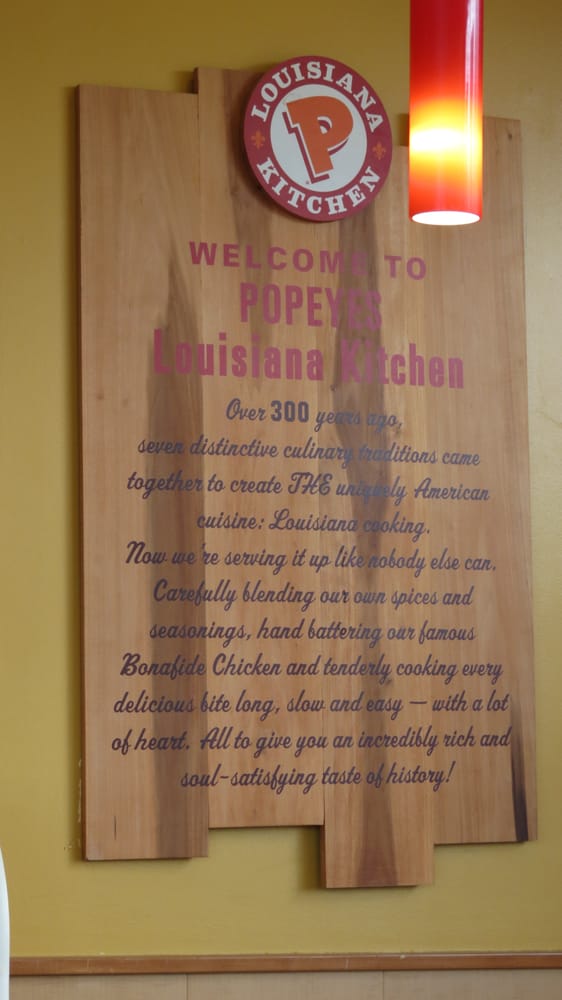 LOUISIANA
P
KITCHEN
WELCOME TO
POPEYES
Louisiana Kitchen
Over 300 years ago,
seven distinctive culinary traditions came
together to create THE uniquely American
cuisine: Louisiana cooking.
Now we're serving it up like nobody else can.
Carefully blending our own spices and
seasonings, hand battering our famous
Bonafide Chicken and tenderly cooking every
delicious bite long, slow and easy — with a lot
of heart. All to give you an incredibly rich and
soul-satisfying taste of history!